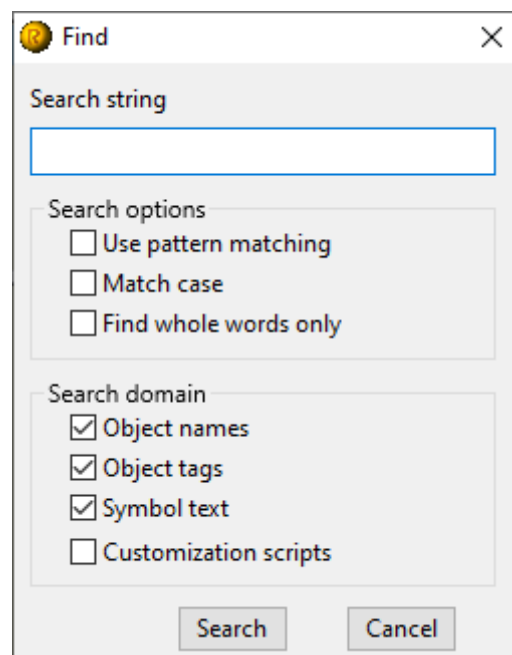 Find
Search string
Search options
Use pattern matching
Match case
Find whole words only
Search domain
Object names
Object tags
Symbol text
Customization scripts
Search Cancel